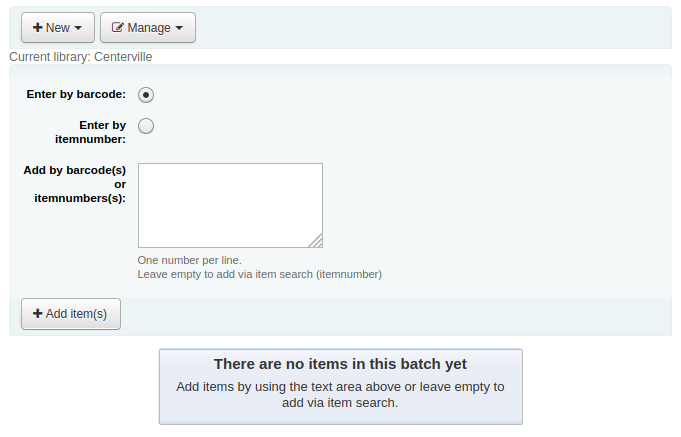 New Manage
Current library: Centerville
Enter by barcode:
Enter by
itemnumber:
Add by barcode(s)
or
itemnumbers(s):
One number per line.
Leave empty to add via item search (itemnumber)
Add item(s)
There are no items in this batch yet
Add items by using the text area above or leave empty to
add via item search.